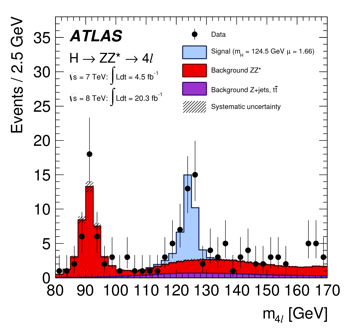 ATLAS
H → ZZ* → 4l
√s = 7 TeV: ∫Ldt = 4.5 fb⁻¹
√s = 8 TeV: ∫Ldt = 20.3 fb⁻¹
Data
Signal (m_H = 124.5 GeV μ = 1.66)
Background ZZ*
Background Z+jets, tt̅
Systematic uncertainty
Events / 2.5 GeV
35
30
25
20
15
10
5
0
80 90 100 110 120 130 140 150 160 170
m_4l [GeV]